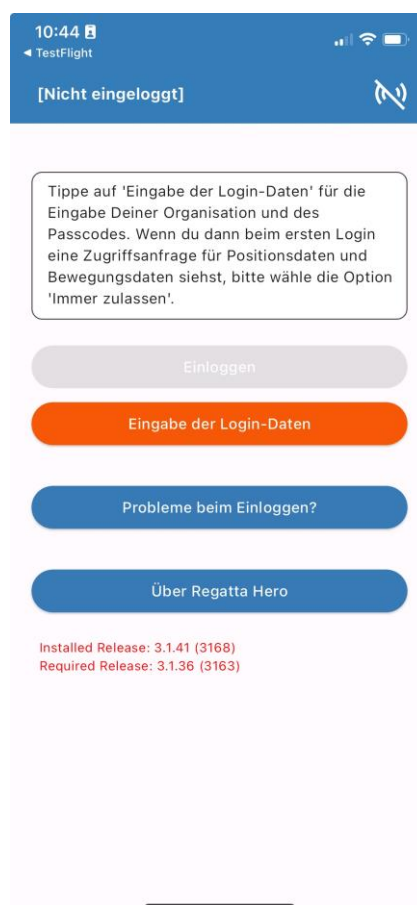 10:44
◀ TestFlight
[Nicht eingeloggt]
Tippe auf 'Eingabe der Login-Daten' für die
Eingabe Deiner Organisation und des
Passcodes. Wenn du dann beim ersten Login
eine Zugriffsanfrage für Positionsdaten und
Bewegungsdaten siehst, bitte wähle die Option
'Immer zulassen'.
Einloggen
Eingabe der Login-Daten
Probleme beim Einloggen?
Über Regatta Hero
Installed Release: 3.1.41 (3168)
Required Release: 3.1.36 (3163)